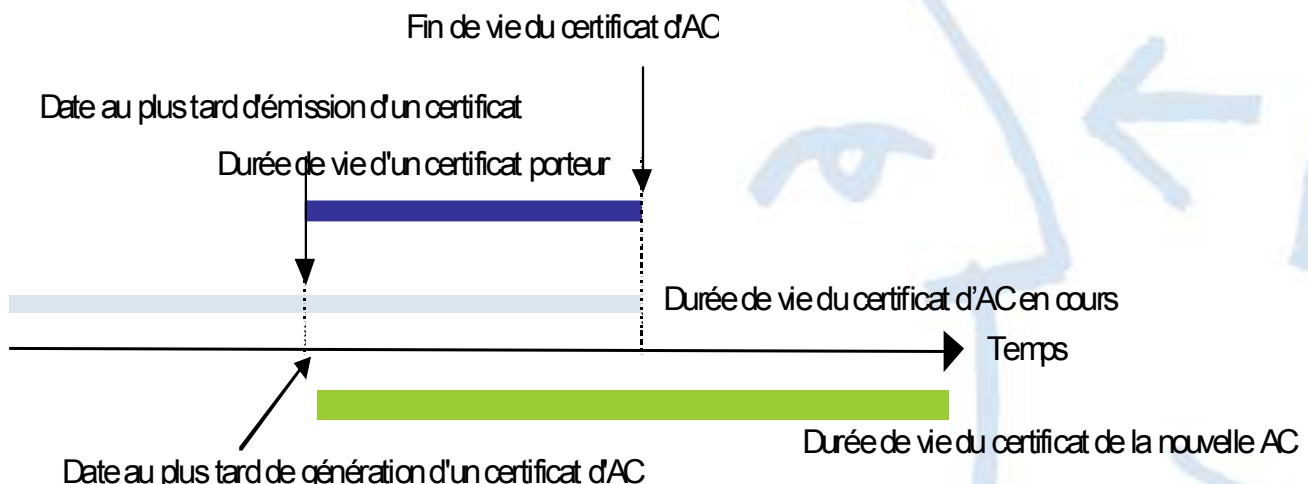 Fin de vie du certificat d'AC
Date au plus tard d'émission d'un certificat
Durée de vie d'un certificat porteur
Durée de vie du certificat d'AC en cours
Temps
Durée de vie du certificat de la nouvelle AC
Date au plus tard de génération d'un certificat d'AC